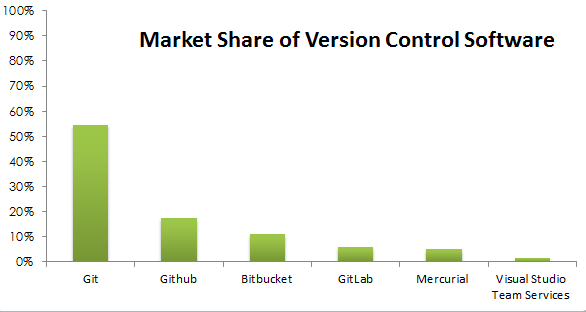 Market Share of Version Control Software
100%
90%
80%
70%
60%
50%
40%
30%
20%
10%
0%
Git
Github
Bitbucket
GitLab
Mercurial
Visual Studio
Team Services